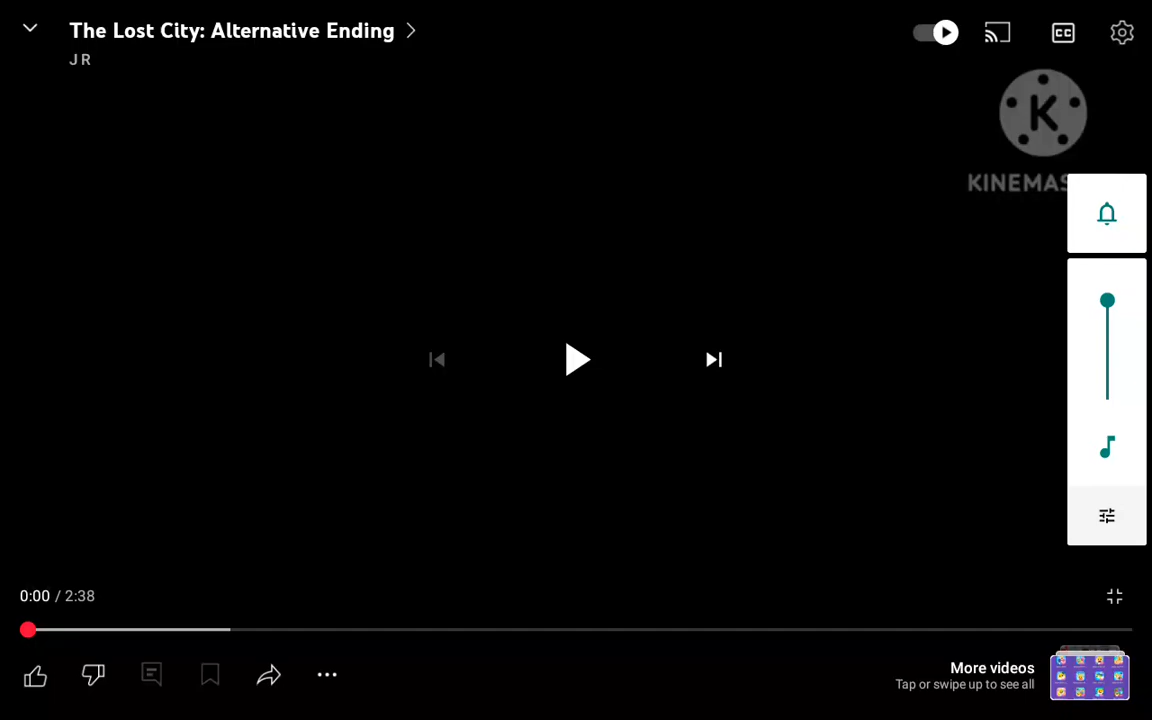 The Lost City: Alternative Ending
J R
CC
K
KINEMAS
0:00 / 2:38
More videos
Tap or swipe up to see all